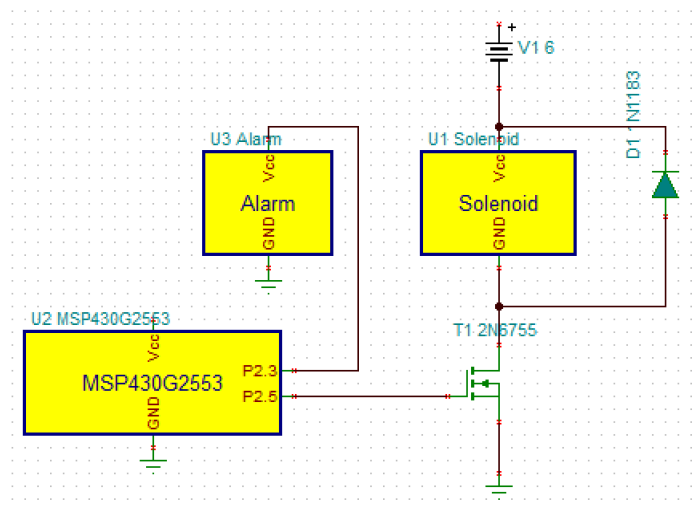 +
V1 6
D1 1N1183
U3 Alarm
U1 Solenoid
Vcc
Vcc
Alarm
Solenoid
GND
GND
U2 MSP430G2553
T1 2N6755
Vcc
P2.3
MSP430G2553
P2.5
GND